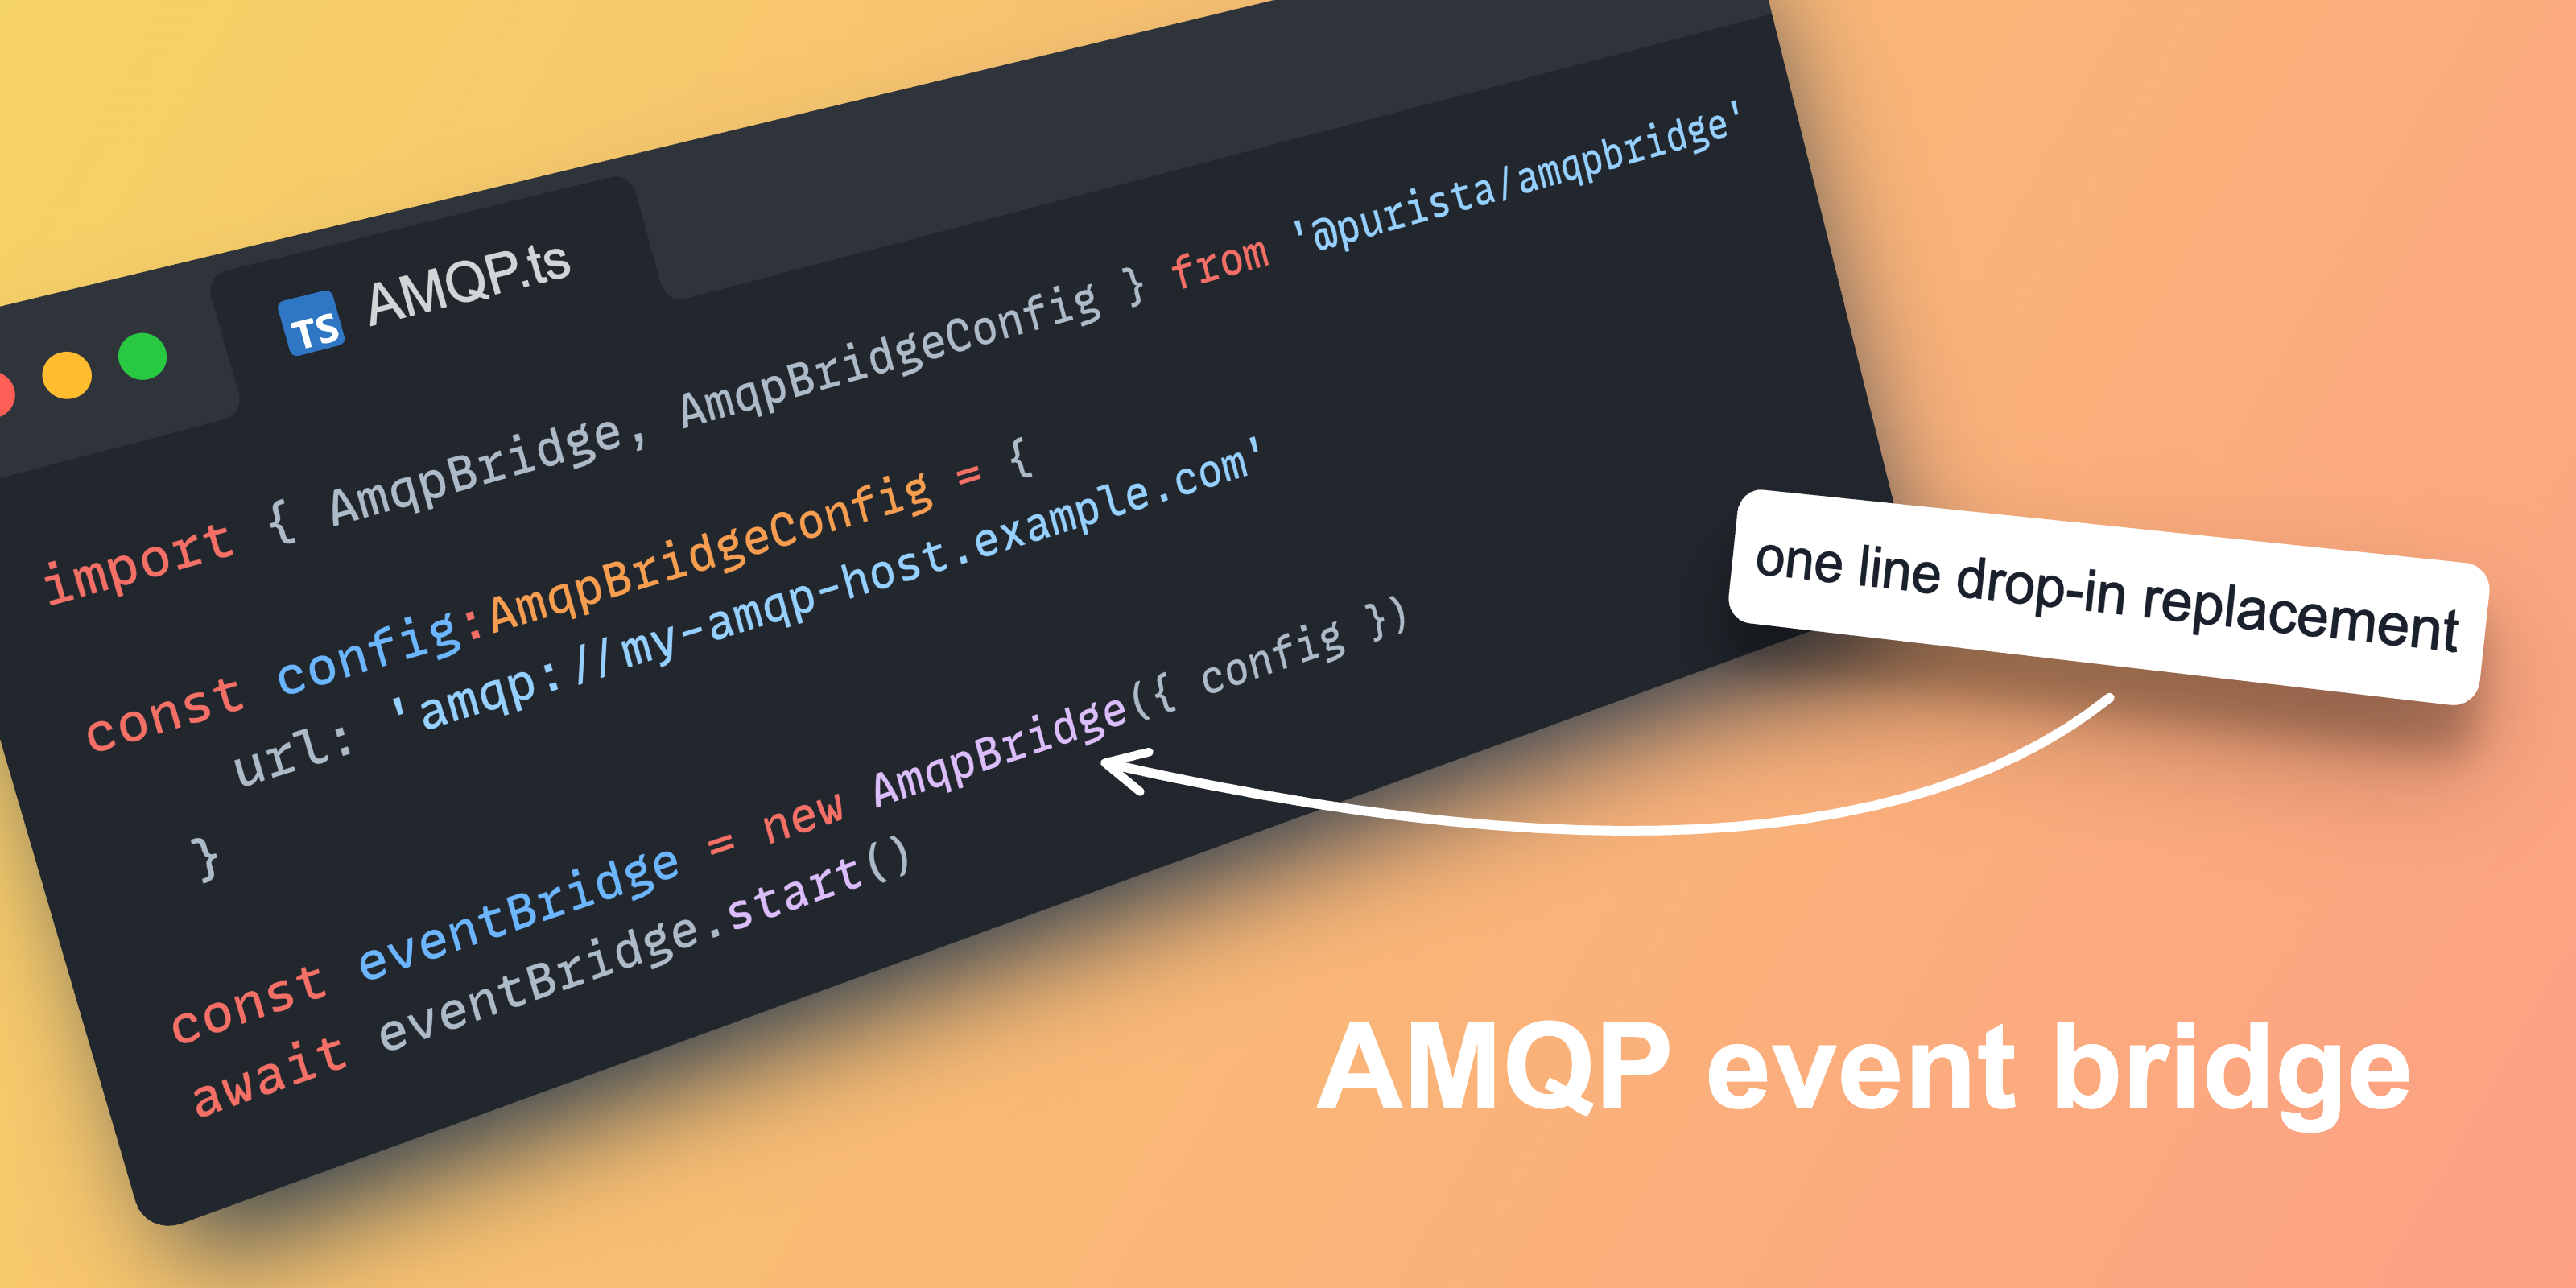 TS AMQP.ts
import { AmqpBridge, AmqpBridgeConfig } from '@purista/amqpbridge'
const config:AmqpBridgeConfig = {
url: 'amqp://my-amqp-host.example.com'
}
const eventBridge = new AmqpBridge({ config })
await eventBridge.start()
one line drop-in replacement
AMQP event bridge